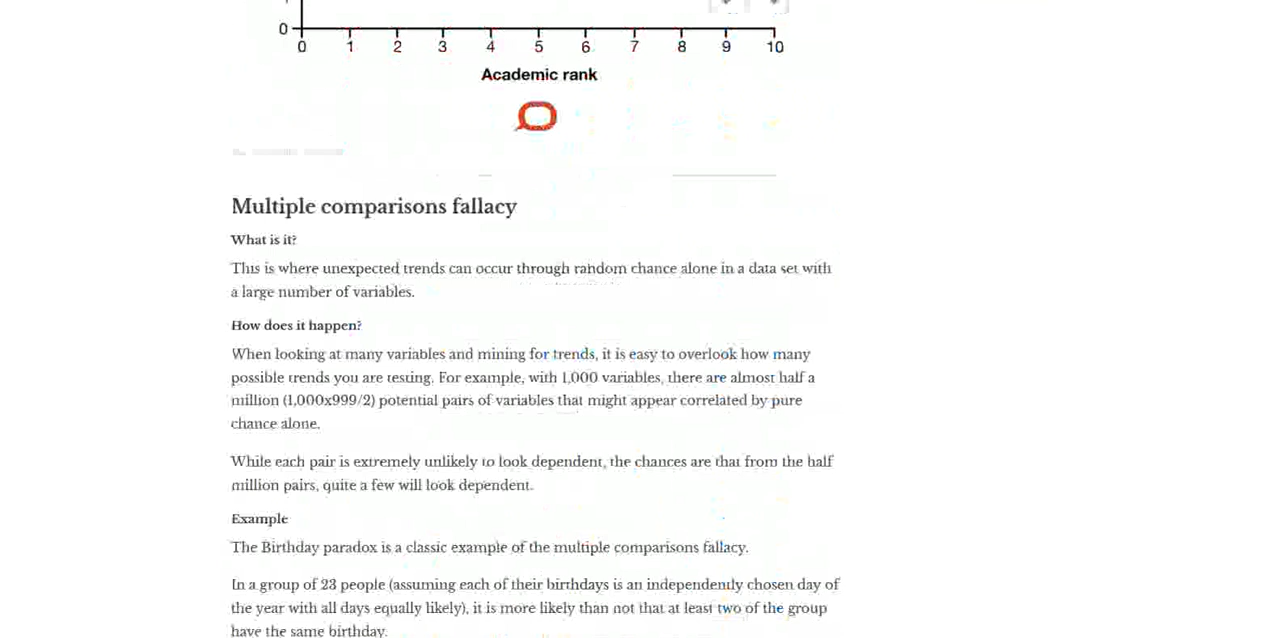 0
0 1 2 3 4 5 6 7 8 9 10
Academic rank
Multiple comparisons fallacy
What is it?
This is where unexpected trends can occur through random chance alone in a data set with
a large number of variables.
How does it happen?
When looking at many variables and mining for trends, it is easy to overlook how many
possible trends you are testing. For example, with 1,000 variables, there are almost half a
million (1,000x999/2) potential pairs of variables that might appear correlated by pure
chance alone.
While each pair is extremely unlikely to look dependent, the chances are that from the half
million pairs, quite a few will look dependent.
Example
The Birthday paradox is a classic example of the multiple comparisons fallacy.
In a group of 23 people (assuming each of their birthdays is an independently chosen day of
the year with all days equally likely), it is more likely than not that at least two of the group
have the same birthday.